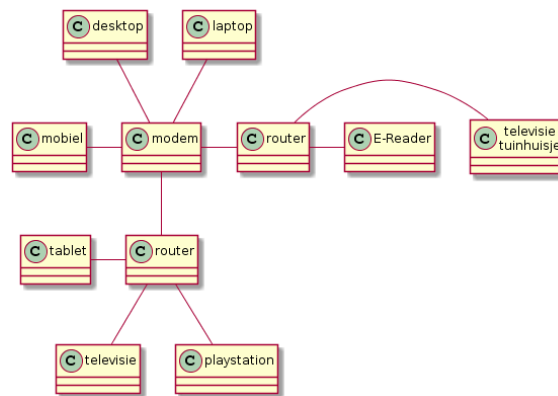 C desktop
C laptop
C mobiel
C modem
C router
C E-Reader
C televisie
tuinhuisje
C tablet
C router
C televisie
C playstation